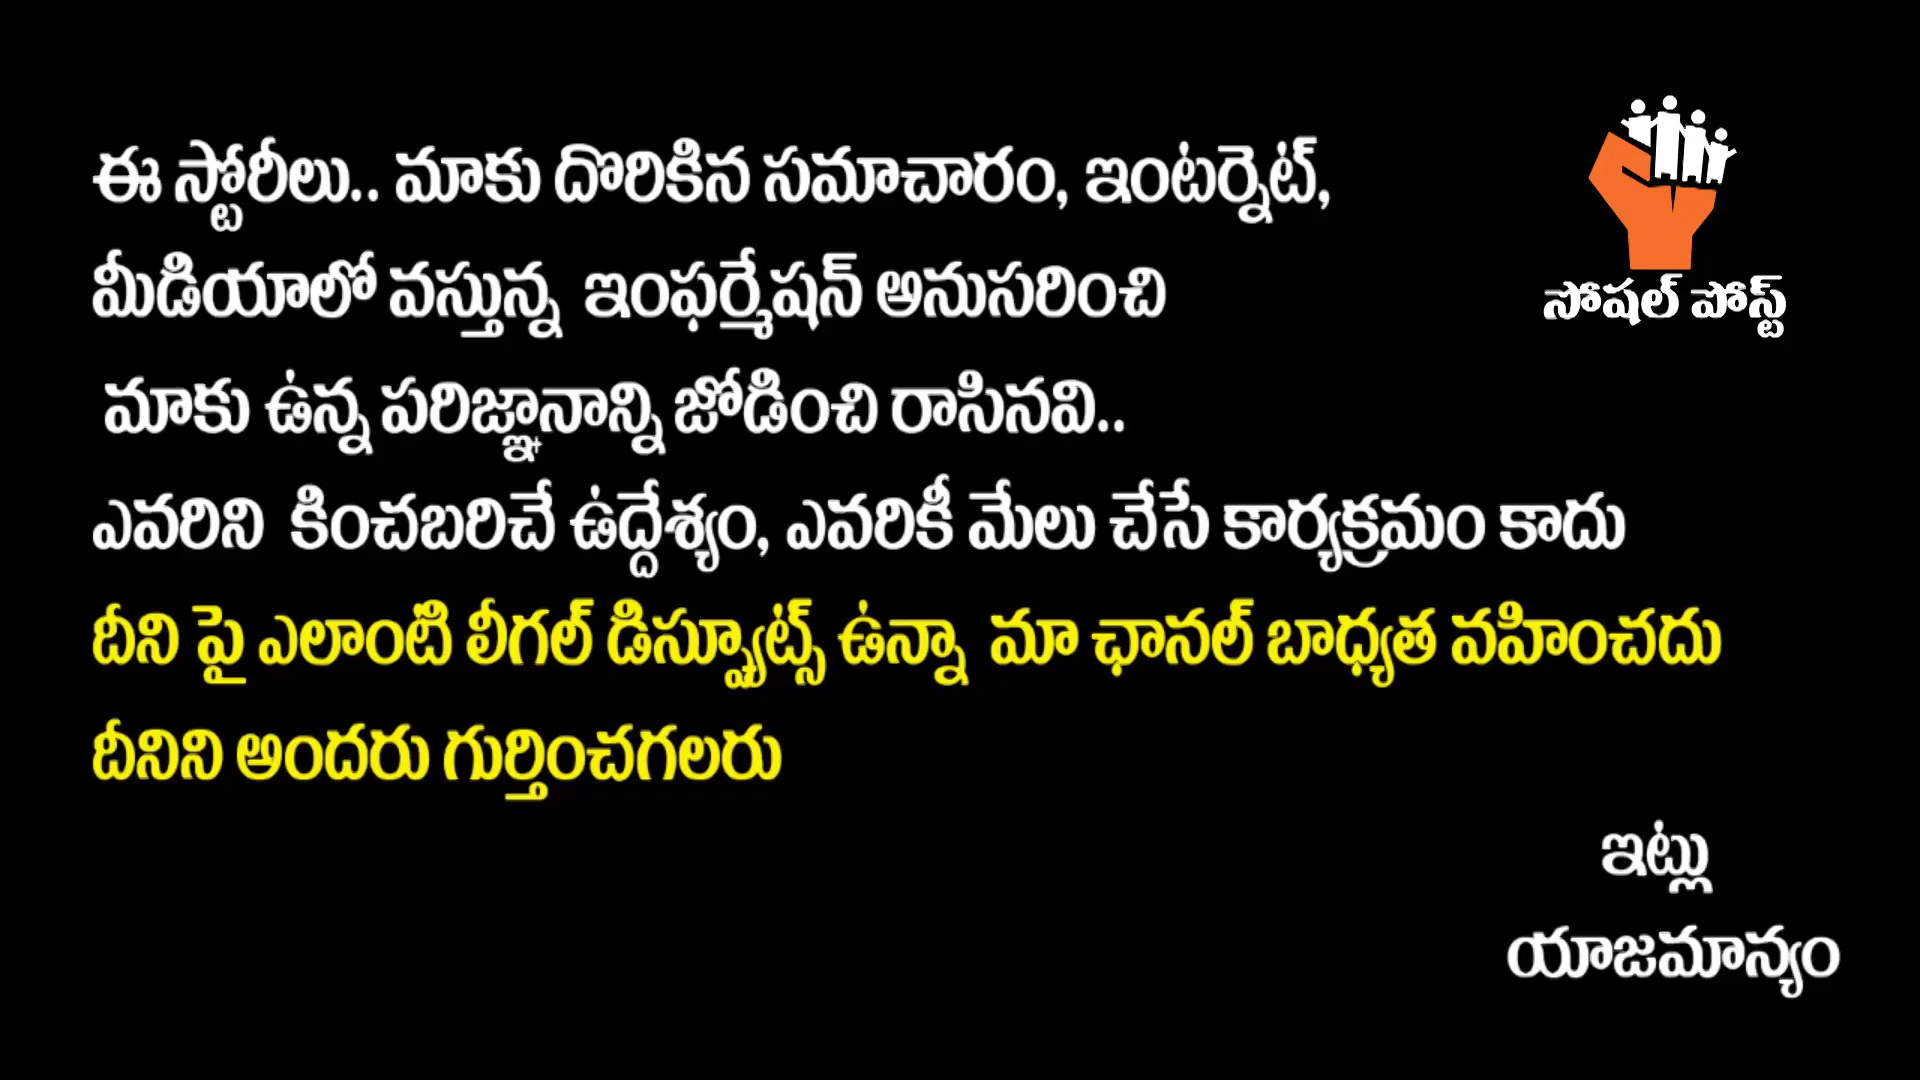 ఈ స్టోరీలు.. మాకు దొరికిన సమాచారం, ఇంటర్నెట్,
మీడియాలో వస్తున్న ఇంఫర్మేషన్ అనుసరించి
మాకు ఉన్న పరిజ్ఞానాన్ని జోడించి రాసినవి..
ఎవరిని కించబరిచే ఉద్దేశ్యం, ఎవరికీ మేలు చేసే కార్యక్రమం కాదు
దీని పై ఎలాంటి లీగల్ డిస్ప్యూట్స్ ఉన్నా మా ఛానల్ బాధ్యత వహించదు
దీనిని అందరు గుర్తించగలరు
ఇట్లు
యాజమాన్యం
సోషల్ పోస్ట్